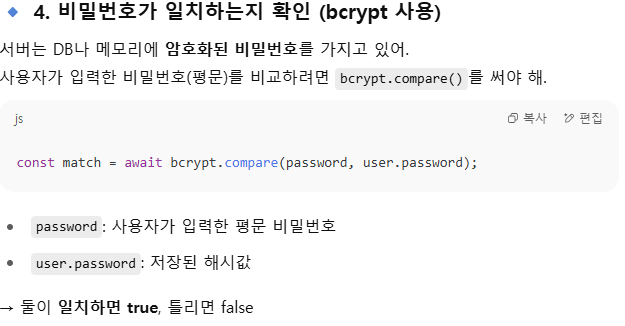 4. 비밀번호가 일치하는지 확인 (bcrypt 사용)
서버는 DB나 메모리에 암호화된 비밀번호를 가지고 있어.
사용자가 입력한 비밀번호(평문)를 비교하려면 bcrypt.compare()를 써야 해.
js 복사 편집
const match = await bcrypt.compare(password, user.password);
password: 사용자가 입력한 평문 비밀번호
user.password: 저장된 해시값
→ 둘이 일치하면 true, 틀리면 false